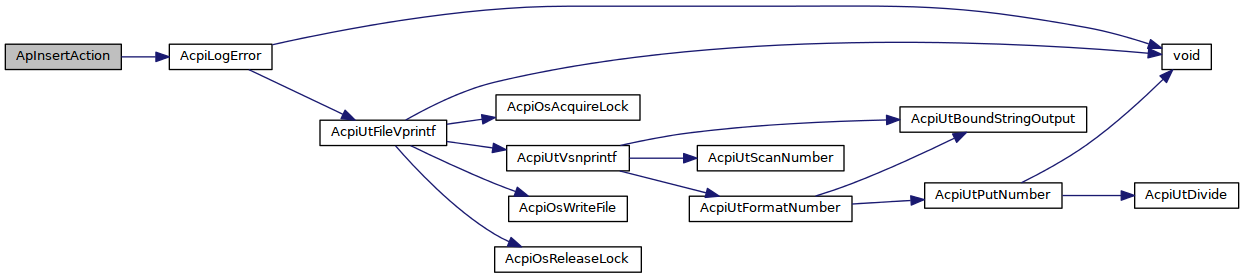 ApInsertAction
AcpiLogError
void
AcpiUtFileVprintf
AcpiOsAcquireLock
AcpiUtBoundStringOutput
AcpiUtVsnprintf
AcpiUtScanNumber
AcpiOsWriteFile
AcpiUtFormatNumber
AcpiUtPutNumber
AcpiUtDivide
AcpiOsReleaseLock